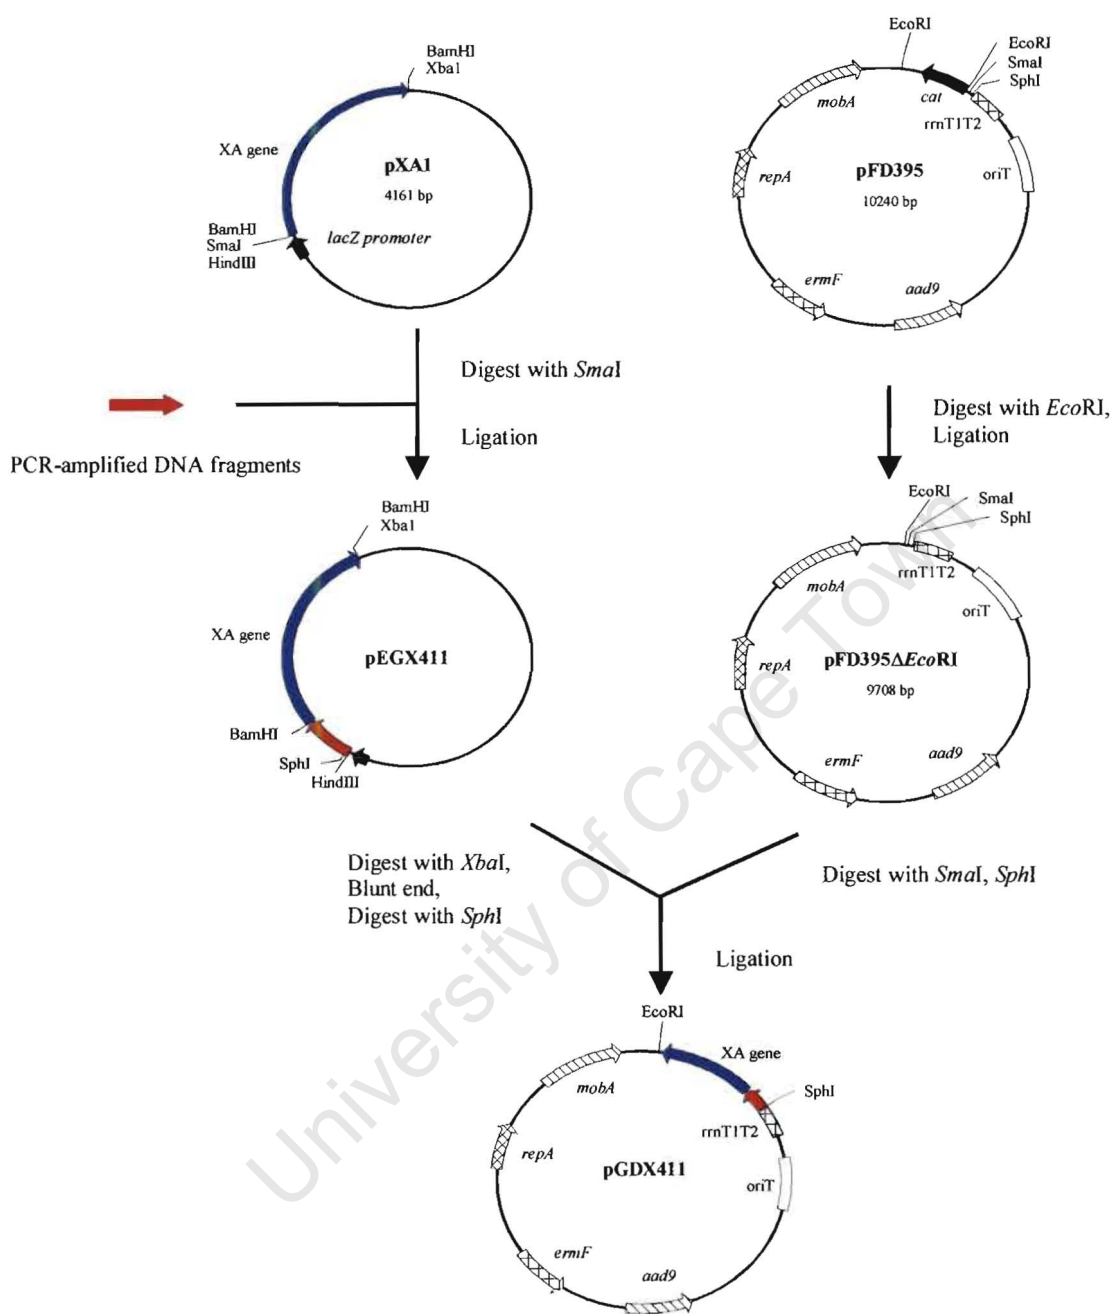 BamHI
Xba1
XA gene
pXA1
4161 bp
BamHI
SmaI
HindIII
lacZ promoter
EcoRI
EcoRI
SmaI
SphI
cat
mobA
rrnT1T2
repA
pFD395
10240 bp
oriT
ermF
aad9
Digest with SmaI
Ligation
PCR-amplified DNA fragments
Digest with EcoRI,
Ligation
BamHI
Xba1
XA gene
pEGX411
BamHI
SphI
HindIII
EcoRI
SmaI
SphI
mobA
rrnT1T2
oriT
repA
pFD395ΔEcoRI
9708 bp
ermF
aad9
Digest with XbaI,
Blunt end,
Digest with SphI
Digest with SmaI, SphI
Ligation
EcoRI
XA gene
mobA
SphI
rrnT1T2
repA
pGDX411
oriT
ermF
aad9
University of Cape Town